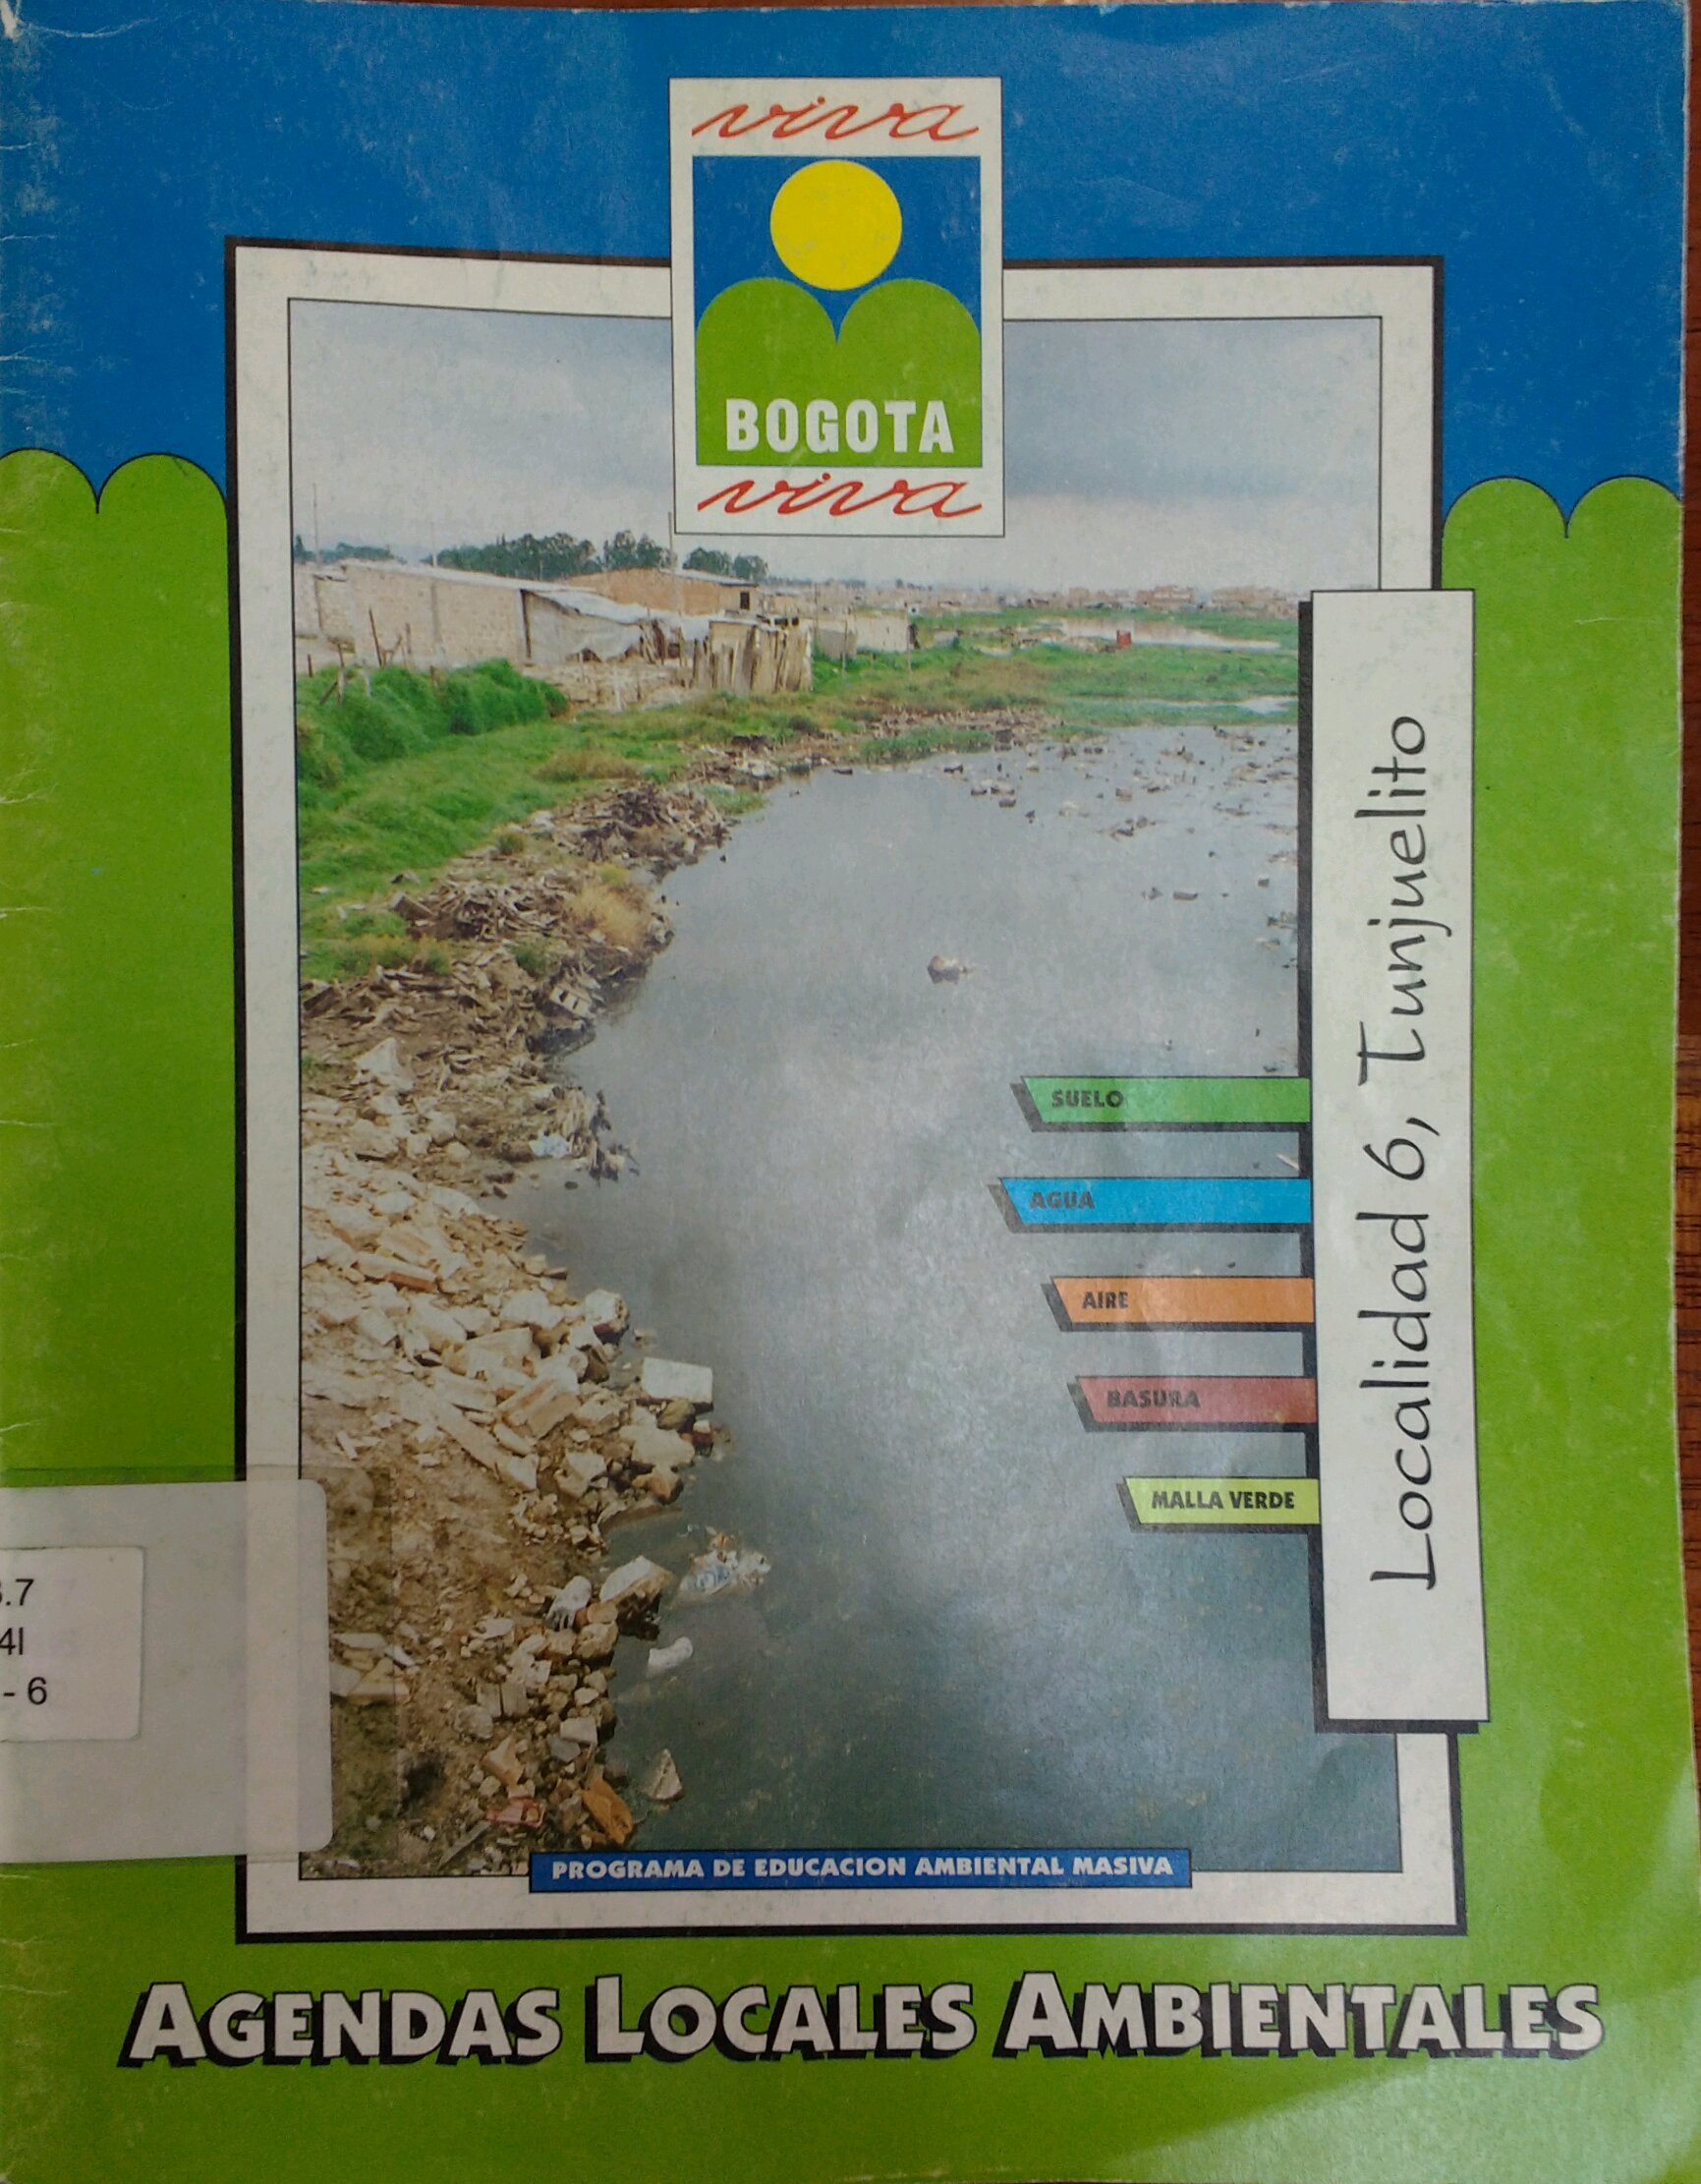 viva
BOGOTA
viva
Localidad 6, Tunjuelito
SUELO
AGUA
AIRE
BASURA
MALLA VERDE
.7
4I
- 6
PROGRAMA DE EDUCACION AMBIENTAL MASIVA
AGENDAS LOCALES AMBIENTALES